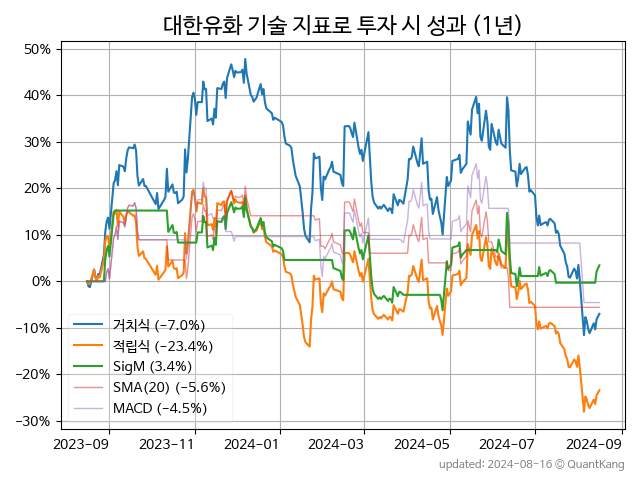 대한유화 기술 지표로 투자 시 성과 (1년)
50%
40%
30%
20%
10%
0%
−10%
−20%
−30%
거치식 (−7.0%)
적립식 (−23.4%)
SigM (3.4%)
SMA(20) (−5.6%)
MACD (−4.5%)
2023-09 2023-11 2024-01 2024-03 2024-05 2024-07 2024-09
updated: 2024-08-16 © QuantKang